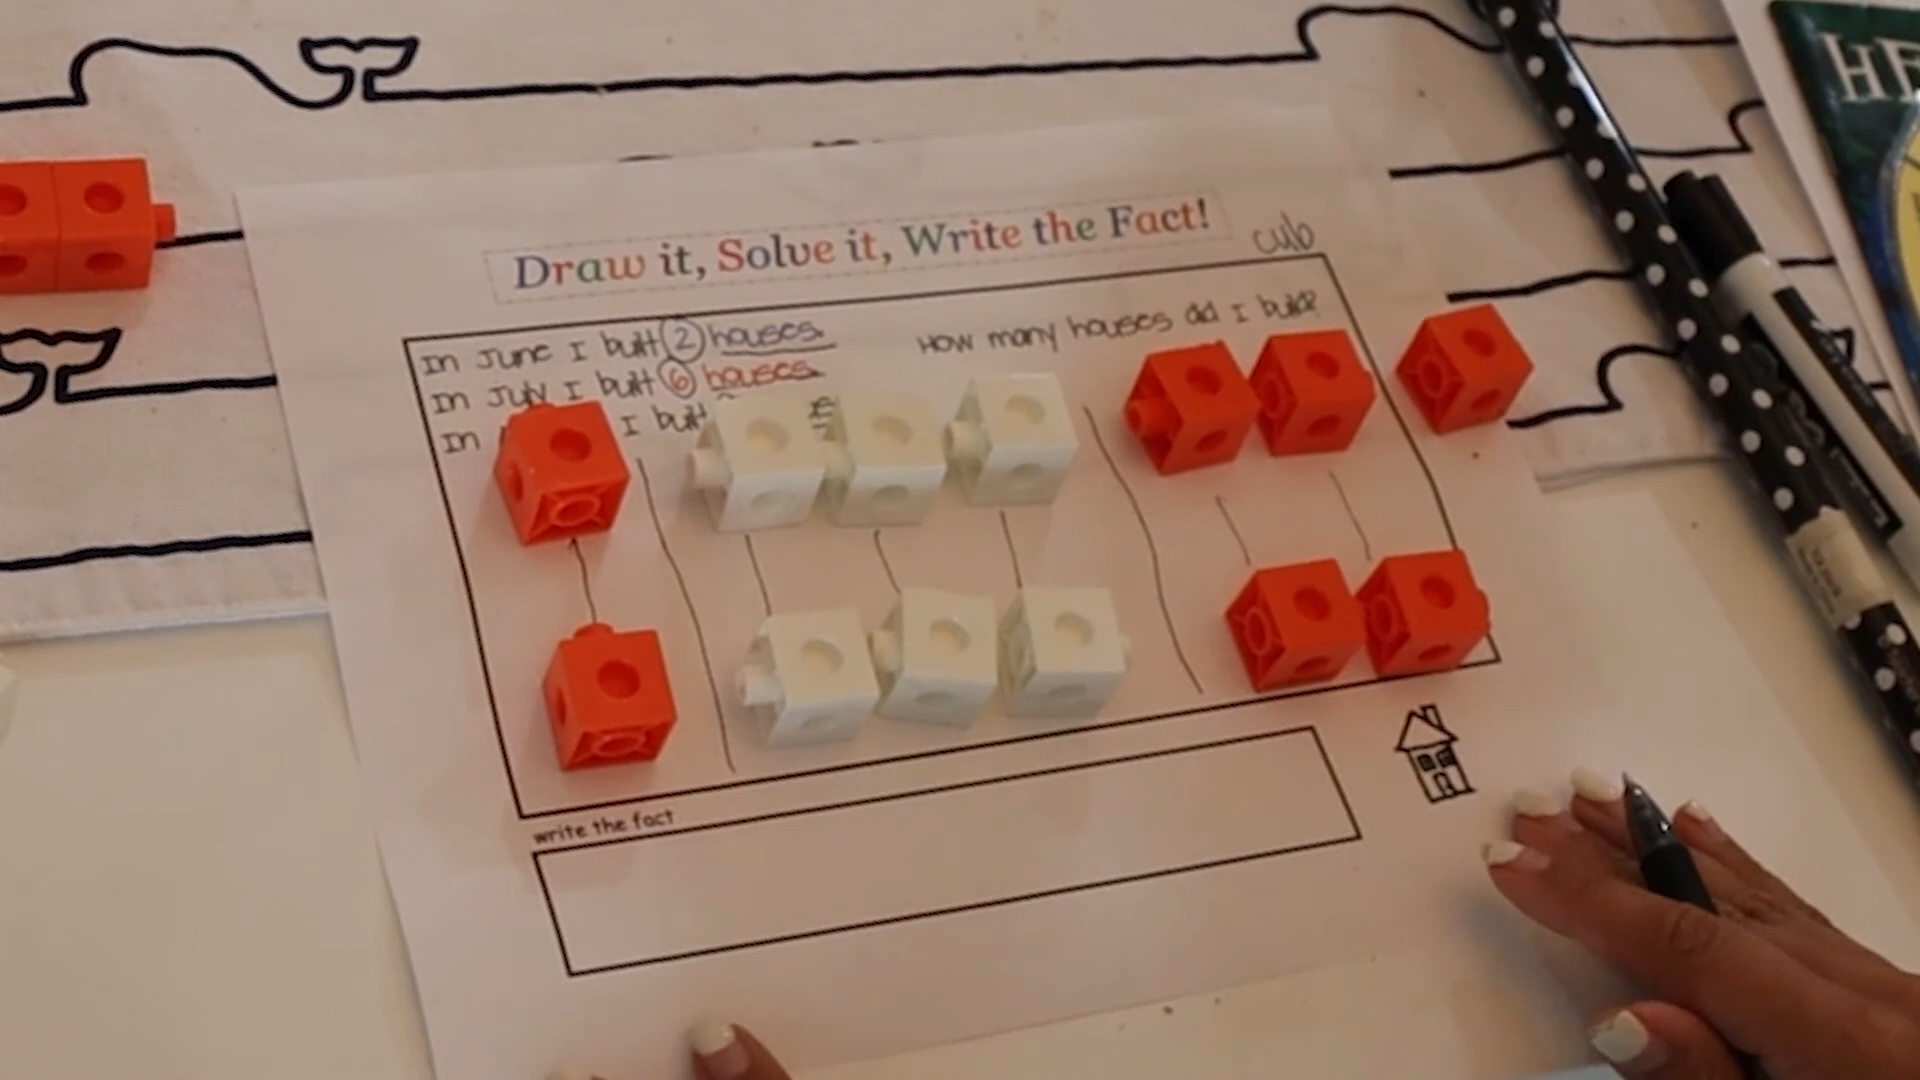 Draw it, Solve it, Write the Fact!
cub
In June I built 2 houses.
In July I built 6 houses.
In I built
How many houses did I build?
write the fact
HE